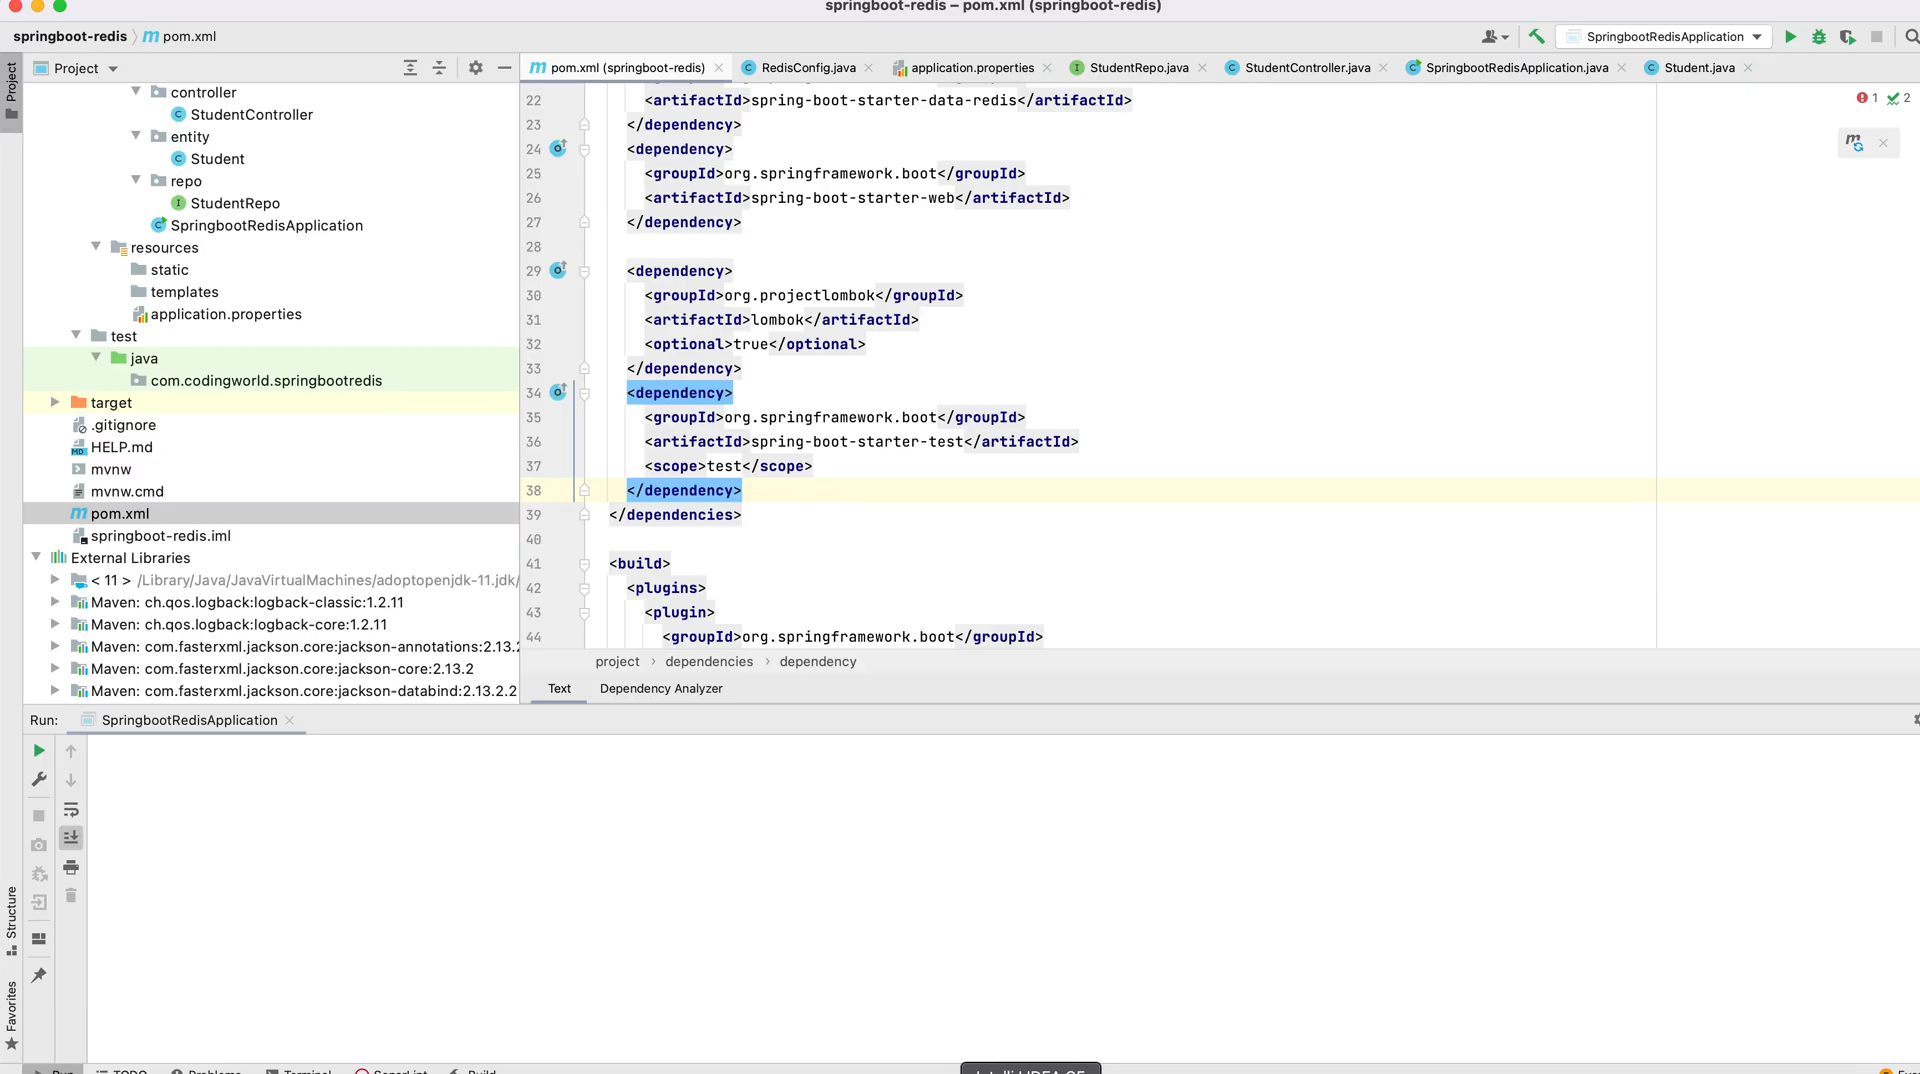 springboot-redis – pom.xml (springboot-redis)
springboot-redis
pom.xml
SpringbootRedisApplication
Project
Project
pom.xml (springboot-redis)
RedisConfig.java
application.properties
StudentRepo.java
StudentController.java
SpringbootRedisApplication.java
Student.java
controller
StudentController
entity
Student
repo
StudentRepo
SpringbootRedisApplication
resources
static
templates
application.properties
test
java
com.codingworld.springbootredis
target
.gitignore
HELP.md
mvnw
mvnw.cmd
pom.xml
springboot-redis.iml
External Libraries
< 11 > /Library/Java/JavaVirtualMachines/adoptopenjdk-11.jdk/
Maven: ch.qos.logback:logback-classic:1.2.11
Maven: ch.qos.logback:logback-core:1.2.11
Maven: com.fasterxml.jackson.core:jackson-annotations:2.13.2
Maven: com.fasterxml.jackson.core:jackson-core:2.13.2
Maven: com.fasterxml.jackson.core:jackson-databind:2.13.2.2
22 <artifactId>spring-boot-starter-data-redis</artifactId>
23 </dependency>
24 <dependency>
25 <groupId>org.springframework.boot</groupId>
26 <artifactId>spring-boot-starter-web</artifactId>
27 </dependency>
28
29 <dependency>
30 <groupId>org.projectlombok</groupId>
31 <artifactId>lombok</artifactId>
32 <optional>true</optional>
33 </dependency>
34 <dependency>
35 <groupId>org.springframework.boot</groupId>
36 <artifactId>spring-boot-starter-test</artifactId>
37 <scope>test</scope>
38 </dependency>
39 </dependencies>
40
41 <build>
42 <plugins>
43 <plugin>
44 <groupId>org.springframework.boot</groupId>
1 2
project › dependencies › dependency
Text
Dependency Analyzer
Run:
SpringbootRedisApplication
Structure
Favorites
Run
TODO
Problems
Terminal
SonarLint
Build